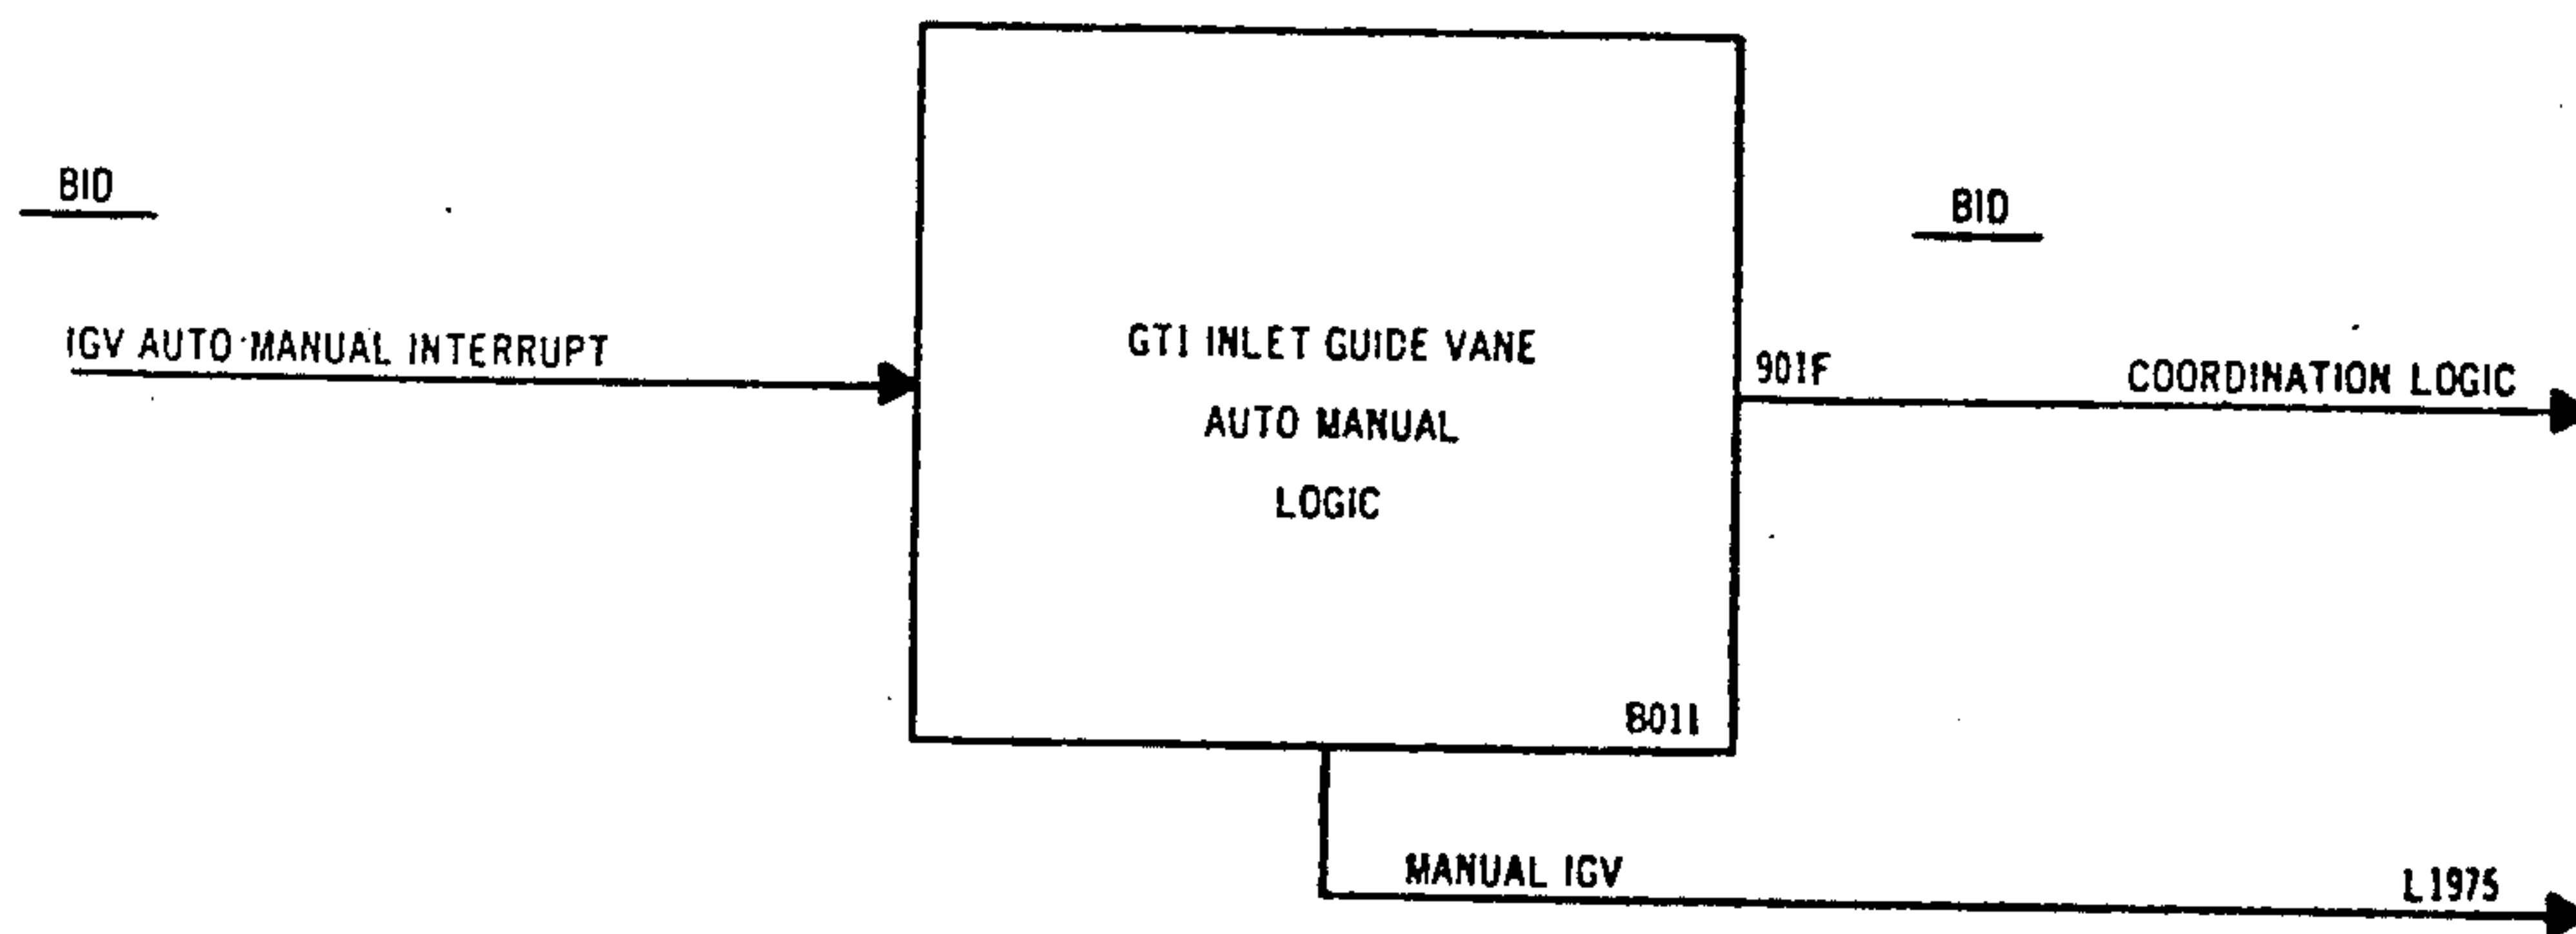 BID
BID
IGV AUTO MANUAL INTERRUPT
GT1 INLET GUIDE VANE
AUTO MANUAL
LOGIC
901F
COORDINATION LOGIC
B011
MANUAL IGV
L1975